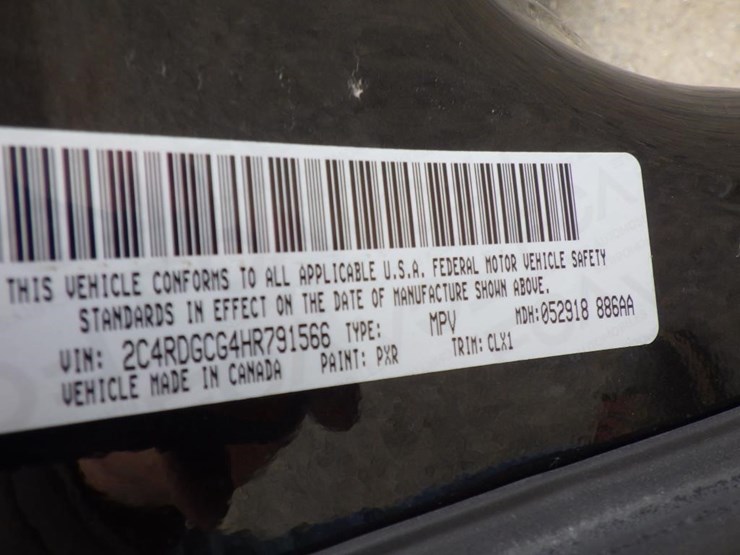 THIS VEHICLE CONFORMS TO ALL APPLICABLE U.S.A. FEDERAL MOTOR VEHICLE SAFETY
STANDARDS IN EFFECT ON THE DATE OF MANUFACTURE SHOWN ABOVE.
VIN: 2C4RDGCG4HR791566 TYPE: MPV MDH:052918 886AA
VEHICLE MADE IN CANADA PAINT: PXR TRIM: CLX1